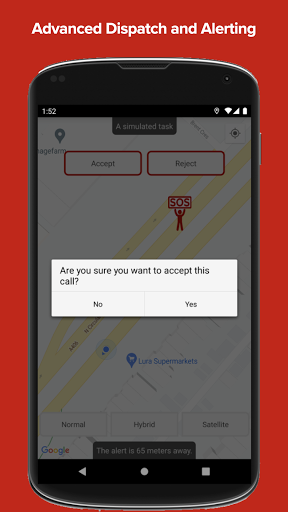 Advanced Dispatch and Alerting
1:52
A simulated task
Accept
Reject
SOS
Are you sure you want to accept this
call?
No
Yes
Lura Supermarkets
Normal
Hybrid
Satellite
Google
The alert is 65 meters away.